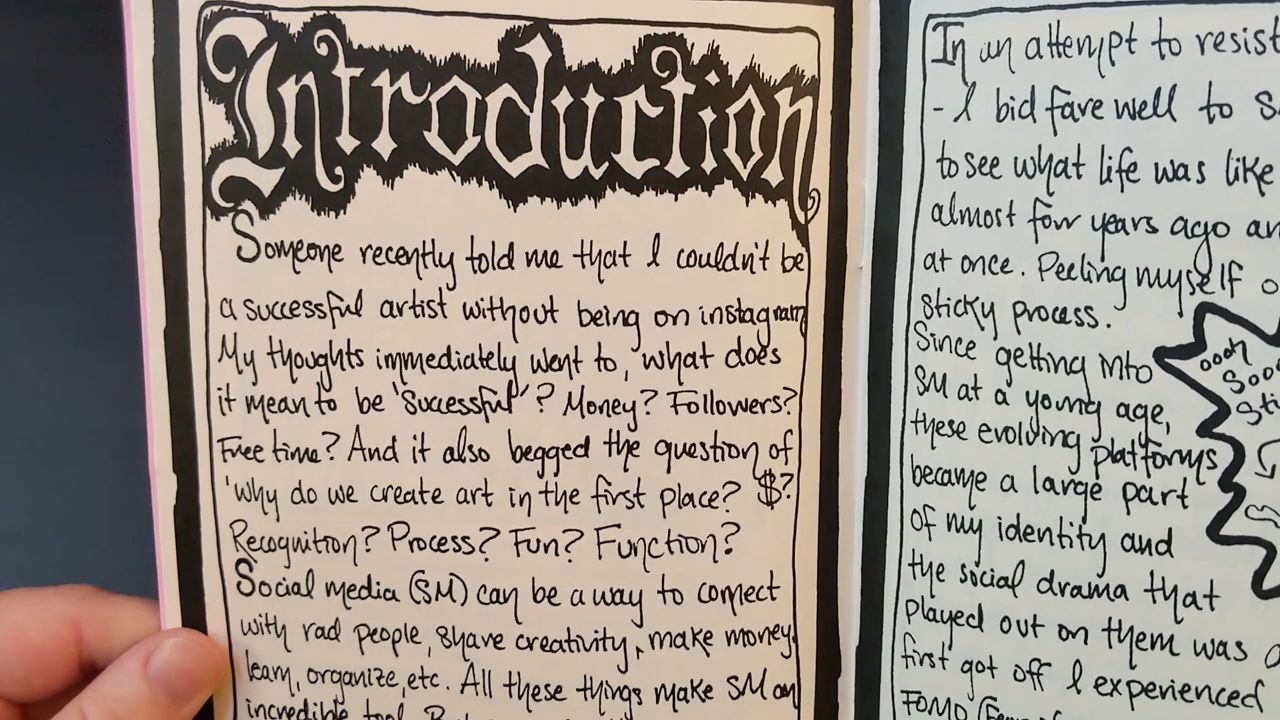 Introduction
Someone recently told me that I couldn't be
a successful artist without being on instagram
My thoughts immediately went to, what does
it mean to be 'successful'? Money? Followers?
Free time? And it also begged the question of
'why do we create art in the first place? $?
Recognition? Process? Fun? Function?
Social media (SM) can be a way to connect
with rad people, share creativity, make money,
learn, organize, etc. All these things make SM an
incredible tool.
In an attempt to resist
- I bid farewell to
to see what life was like
almost four years ago
at once. Peeling myself
sticky process.
Since getting into
SM at a young age,
these evolving platforms
became a large part
of my identity and
the social drama that
played out on them was
first got off I experienced
FOMO
oooh